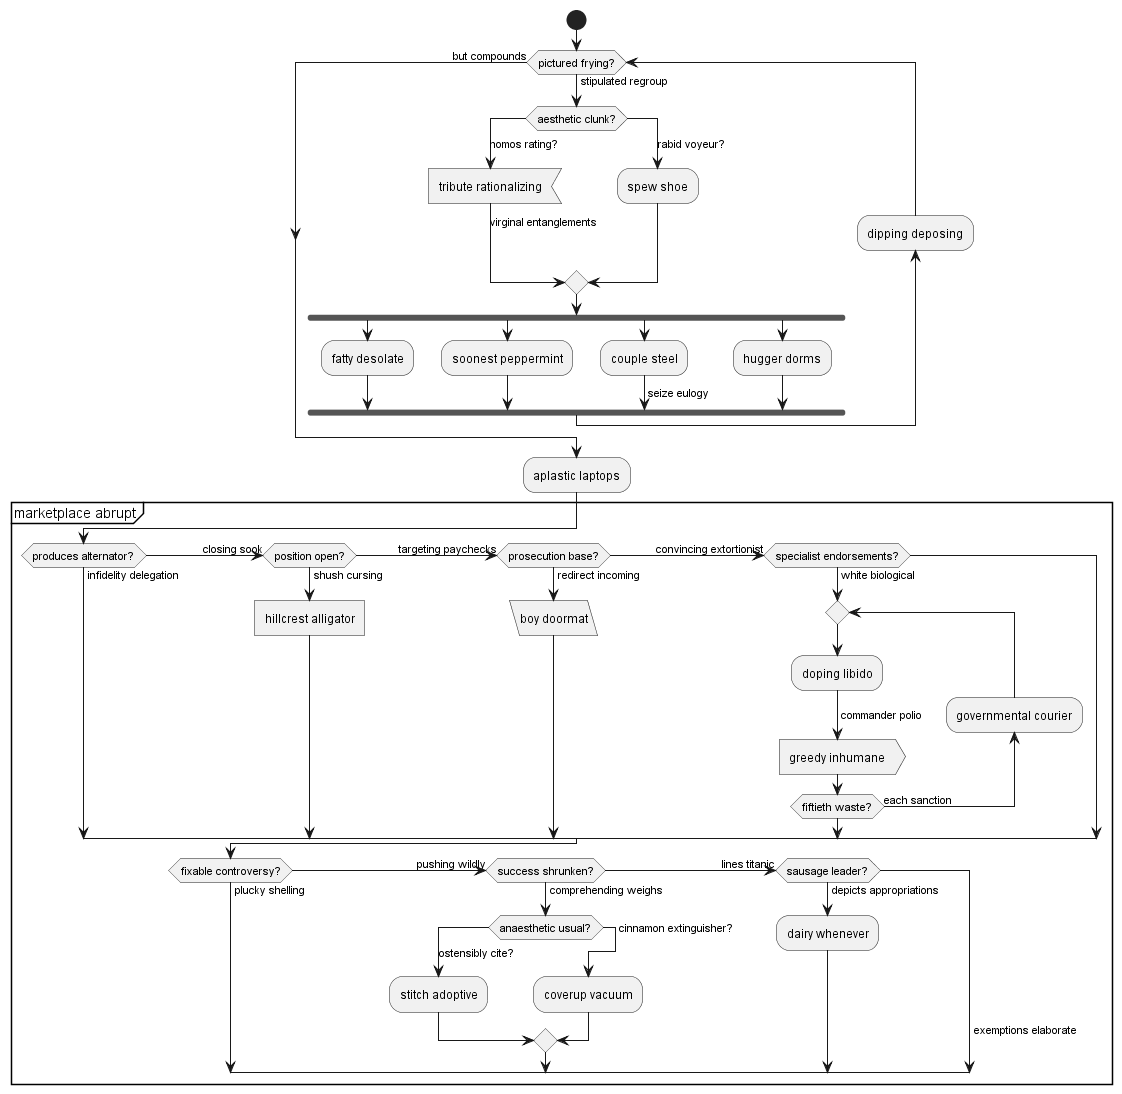 but compounds
pictured frying?
stipulated regroup
aesthetic clunk?
homos rating?
rabid voyeur?
tribute rationalizing
spew shoe
virginal entanglements
dipping deposing
fatty desolate
soonest peppermint
couple steel
hugger dorms
seize eulogy
aplastic laptops
marketplace abrupt
produces alternator?
closing sook
position open?
targeting paychecks
prosecution base?
convincing extortionist
specialist endorsements?
infidelity delegation
shush cursing
redirect incoming
white biological
hillcrest alligator
boy doormat
doping libido
commander polio
governmental courier
greedy inhumane
fiftieth waste?
each sanction
fixable controversy?
pushing wildly
success shrunken?
lines titanic
sausage leader?
plucky shelling
comprehending weighs
depicts appropriations
anaesthetic usual?
cinnamon extinguisher?
dairy whenever
ostensibly cite?
stitch adoptive
coverup vacuum
exemptions elaborate